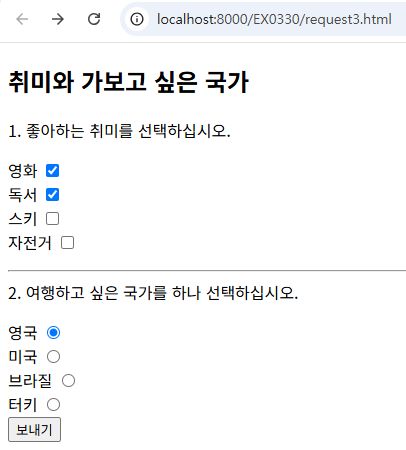 localhost:8000/EX0330/request3.html
취미와 가보고 싶은 국가
1. 좋아하는 취미를 선택하십시오.
영화
독서
스키
자전거
2. 여행하고 싶은 국가를 하나 선택하십시오.
영국
미국
브라질
터키
보내기